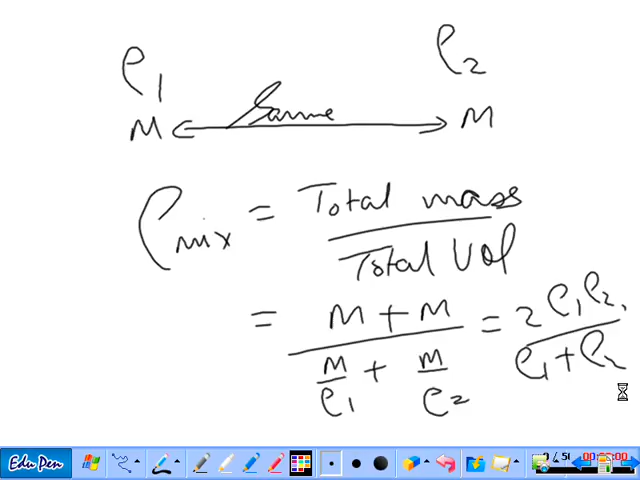 ρ₁ ρ₂
M Same M
ρmix = Total mass / Total Vol
= M + M / (M/ρ₁ + M/ρ₂) = 2ρ₁ρ₂ / (ρ₁ + ρ₂)
Edu Pen